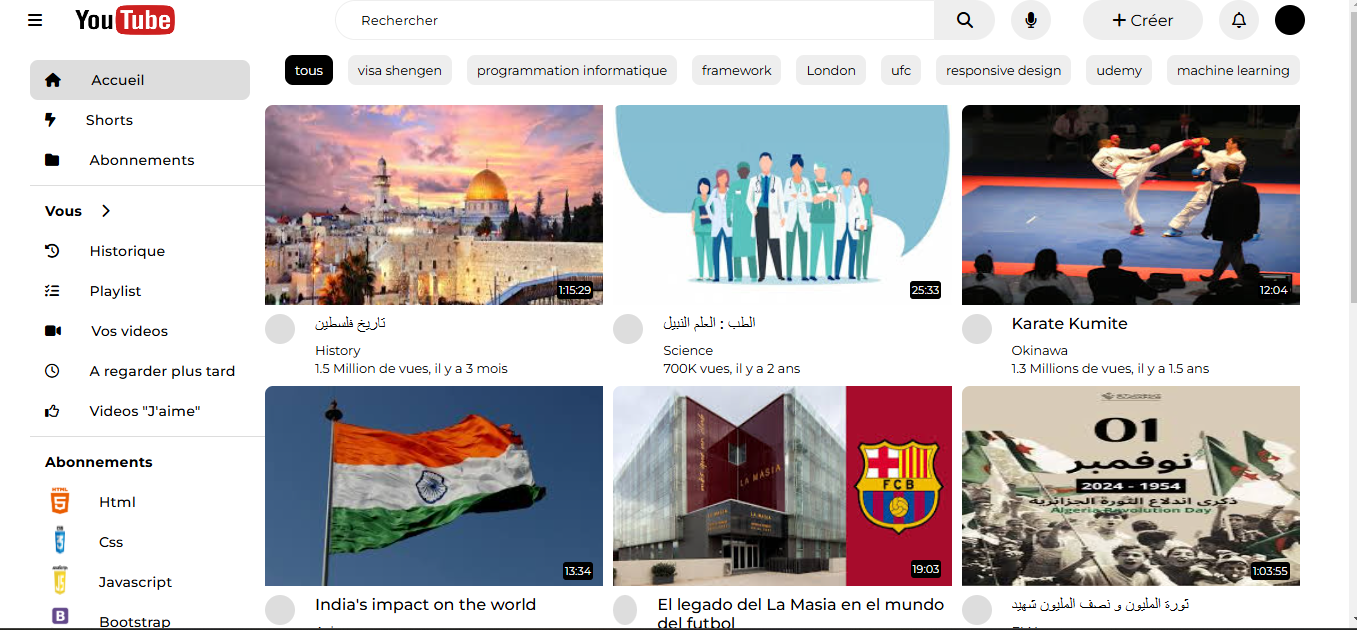 YouTube
Rechercher
Créer
tous
visa shengen
programmation informatique
framework
London
ufc
responsive design
udemy
machine learning
Accueil
Shorts
Abonnements
Vous
Historique
Playlist
Vos videos
A regarder plus tard
Videos "J'aime"
Abonnements
Html
Css
Javascript
Bootstrap
1:15:29
تاريخ فلسطين
History
1.5 Million de vues, il y a 3 mois
25:33
الطب : العلم النبيل
Science
700K vues, il y a 2 ans
12:04
Karate Kumite
Okinawa
1.3 Millions de vues, il y a 1.5 ans
13:34
India's impact on the world
LA MASIA
FCB
19:03
El legado del La Masia en el mundo
del futbol
01
نوفمبر
2024 - 1954
ذكرى اندلاع الثورة الجزائرية
Algeria Revolution Day
1:03:55
ثورة المليون و نصف المليون شهيد